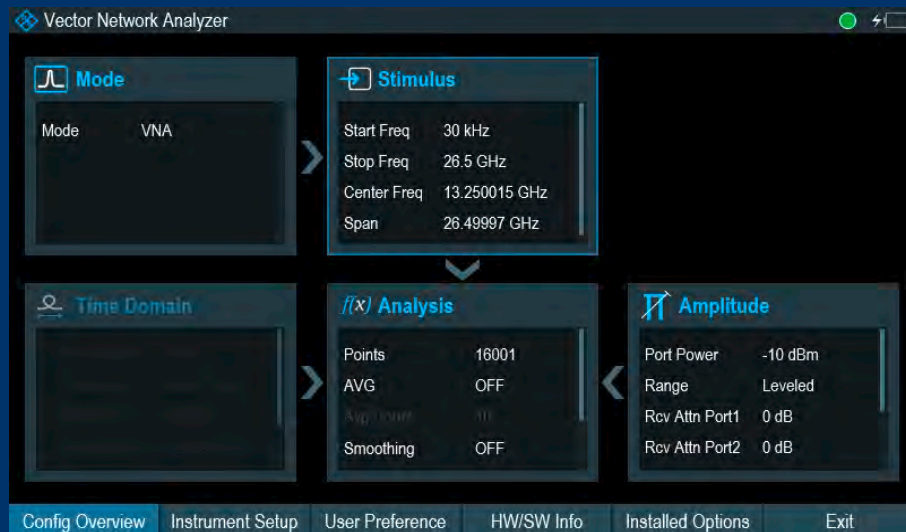 Vector Network Analyzer
Mode
Mode VNA
Stimulus
Start Freq 30 kHz
Stop Freq 26.5 GHz
Center Freq 13.250015 GHz
Span 26.49997 GHz
Time Domain
f(x) Analysis
Points 16001
AVG OFF
Smoothing OFF
Amplitude
Port Power -10 dBm
Range Leveled
Rcv Attn Port1 0 dB
Rcv Attn Port2 0 dB
Config Overview Instrument Setup User Preference HW/SW Info Installed Options Exit